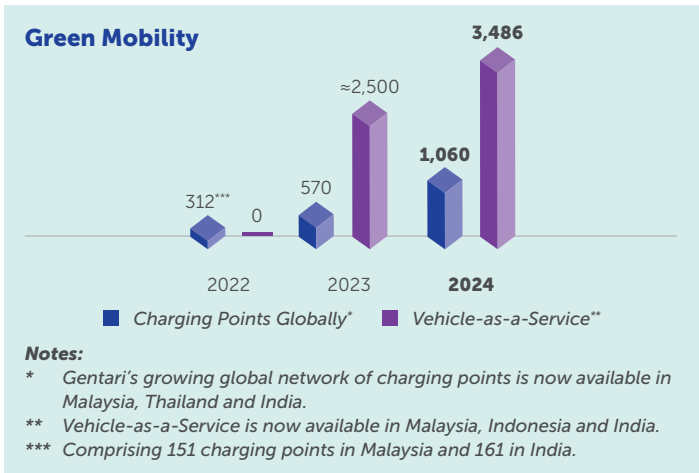 Green Mobility
3,486
≈2,500
1,060
570
312***
0
2022
2023
2024
Charging Points Globally*
Vehicle-as-a-Service**
Notes:
* Gentari's growing global network of charging points is now available in
Malaysia, Thailand and India.
** Vehicle-as-a-Service is now available in Malaysia, Indonesia and India.
*** Comprising 151 charging points in Malaysia and 161 in India.